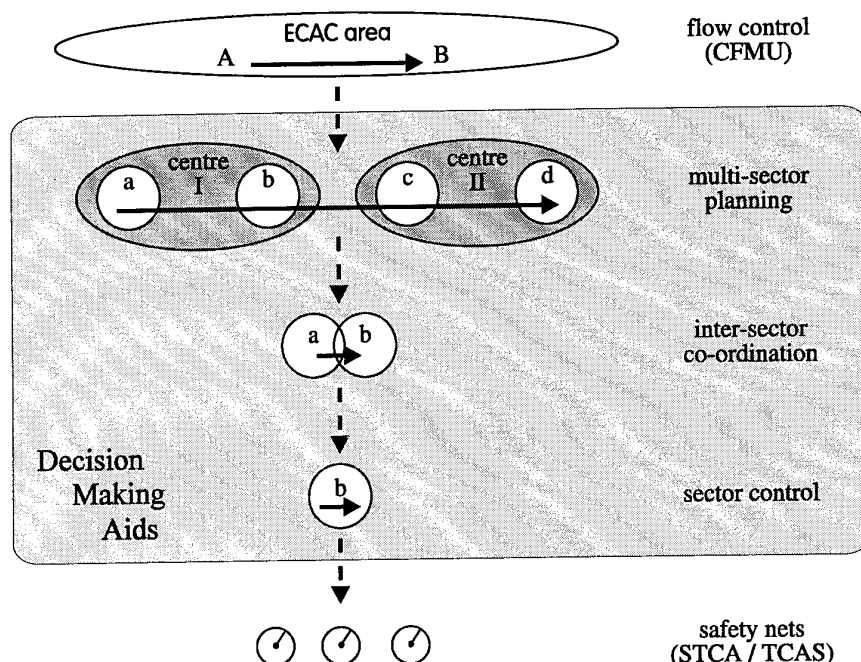 ECAC area
A B
flow control
(CFMU)
centre
I
a b
centre
II
c d
multi-sector
planning
a b
inter-sector
co-ordination
Decision
Making
Aids
b
sector control
safety nets
(STCA / TCAS)